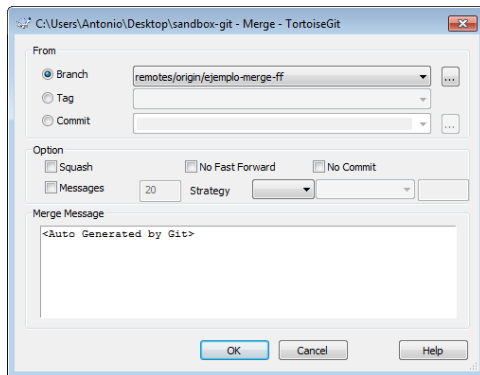 C:\Users\Antonio\Desktop\sandbox-git - Merge - TortoiseGit
From
Branch
remotes/origin/ejemplo-merge-ff
...
Tag
Commit
...
Option
Squash
No Fast Forward
No Commit
Messages
20
Strategy
Merge Message
<Auto Generated by Git>
OK
Cancel
Help